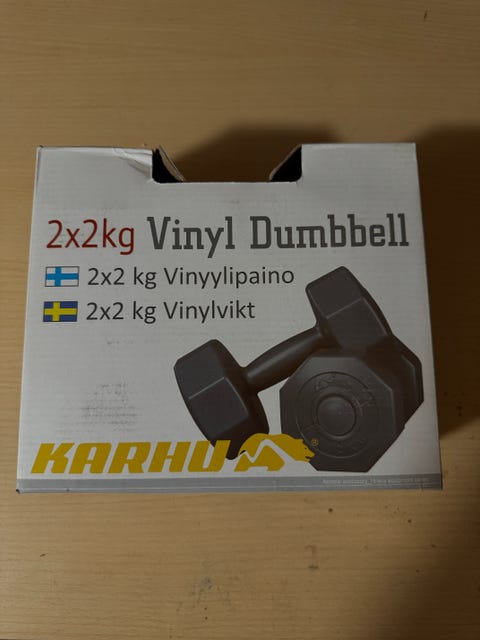 2x2kg Vinyl Dumbbell
2x2 kg Vinyylipaino
2x2 kg Vinylvikt
KARHU ®